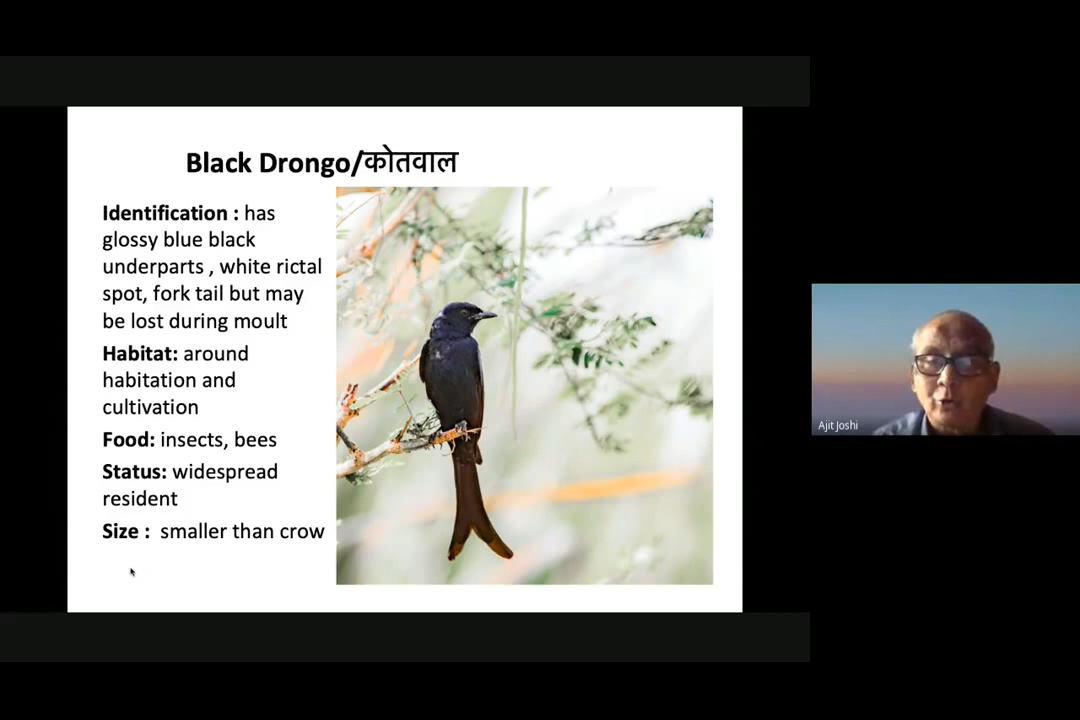 Black Drongo/कोतवाल
Identification : has
glossy blue black
underparts , white rictal
spot, fork tail but may
be lost during moult
Habitat: around
habitation and
cultivation
Food: insects, bees
Status: widespread
resident
Size :  smaller than crow
Ajit Joshi